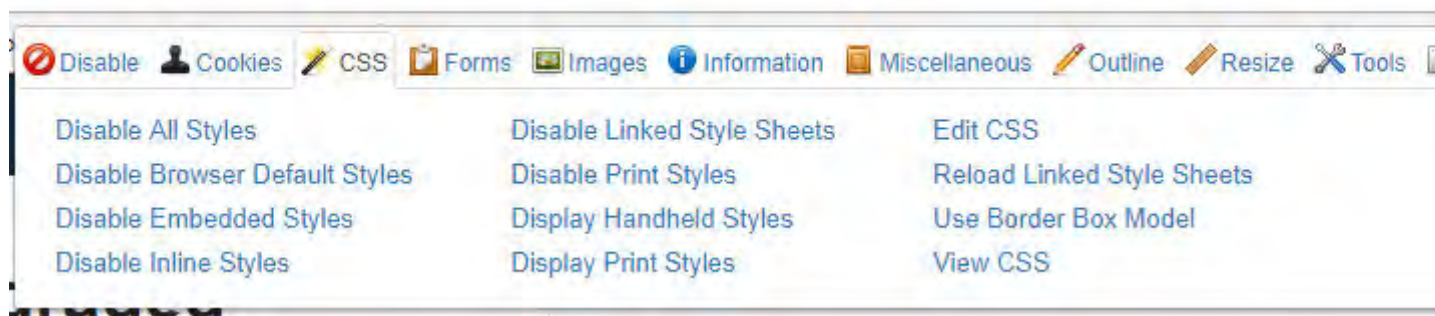 Disable Cookies CSS Forms Images Information Miscellaneous Outline Resize Tools
Disable All Styles Disable Linked Style Sheets Edit CSS
Disable Browser Default Styles Disable Print Styles Reload Linked Style Sheets
Disable Embedded Styles Display Handheld Styles Use Border Box Model
Disable Inline Styles Display Print Styles View CSS